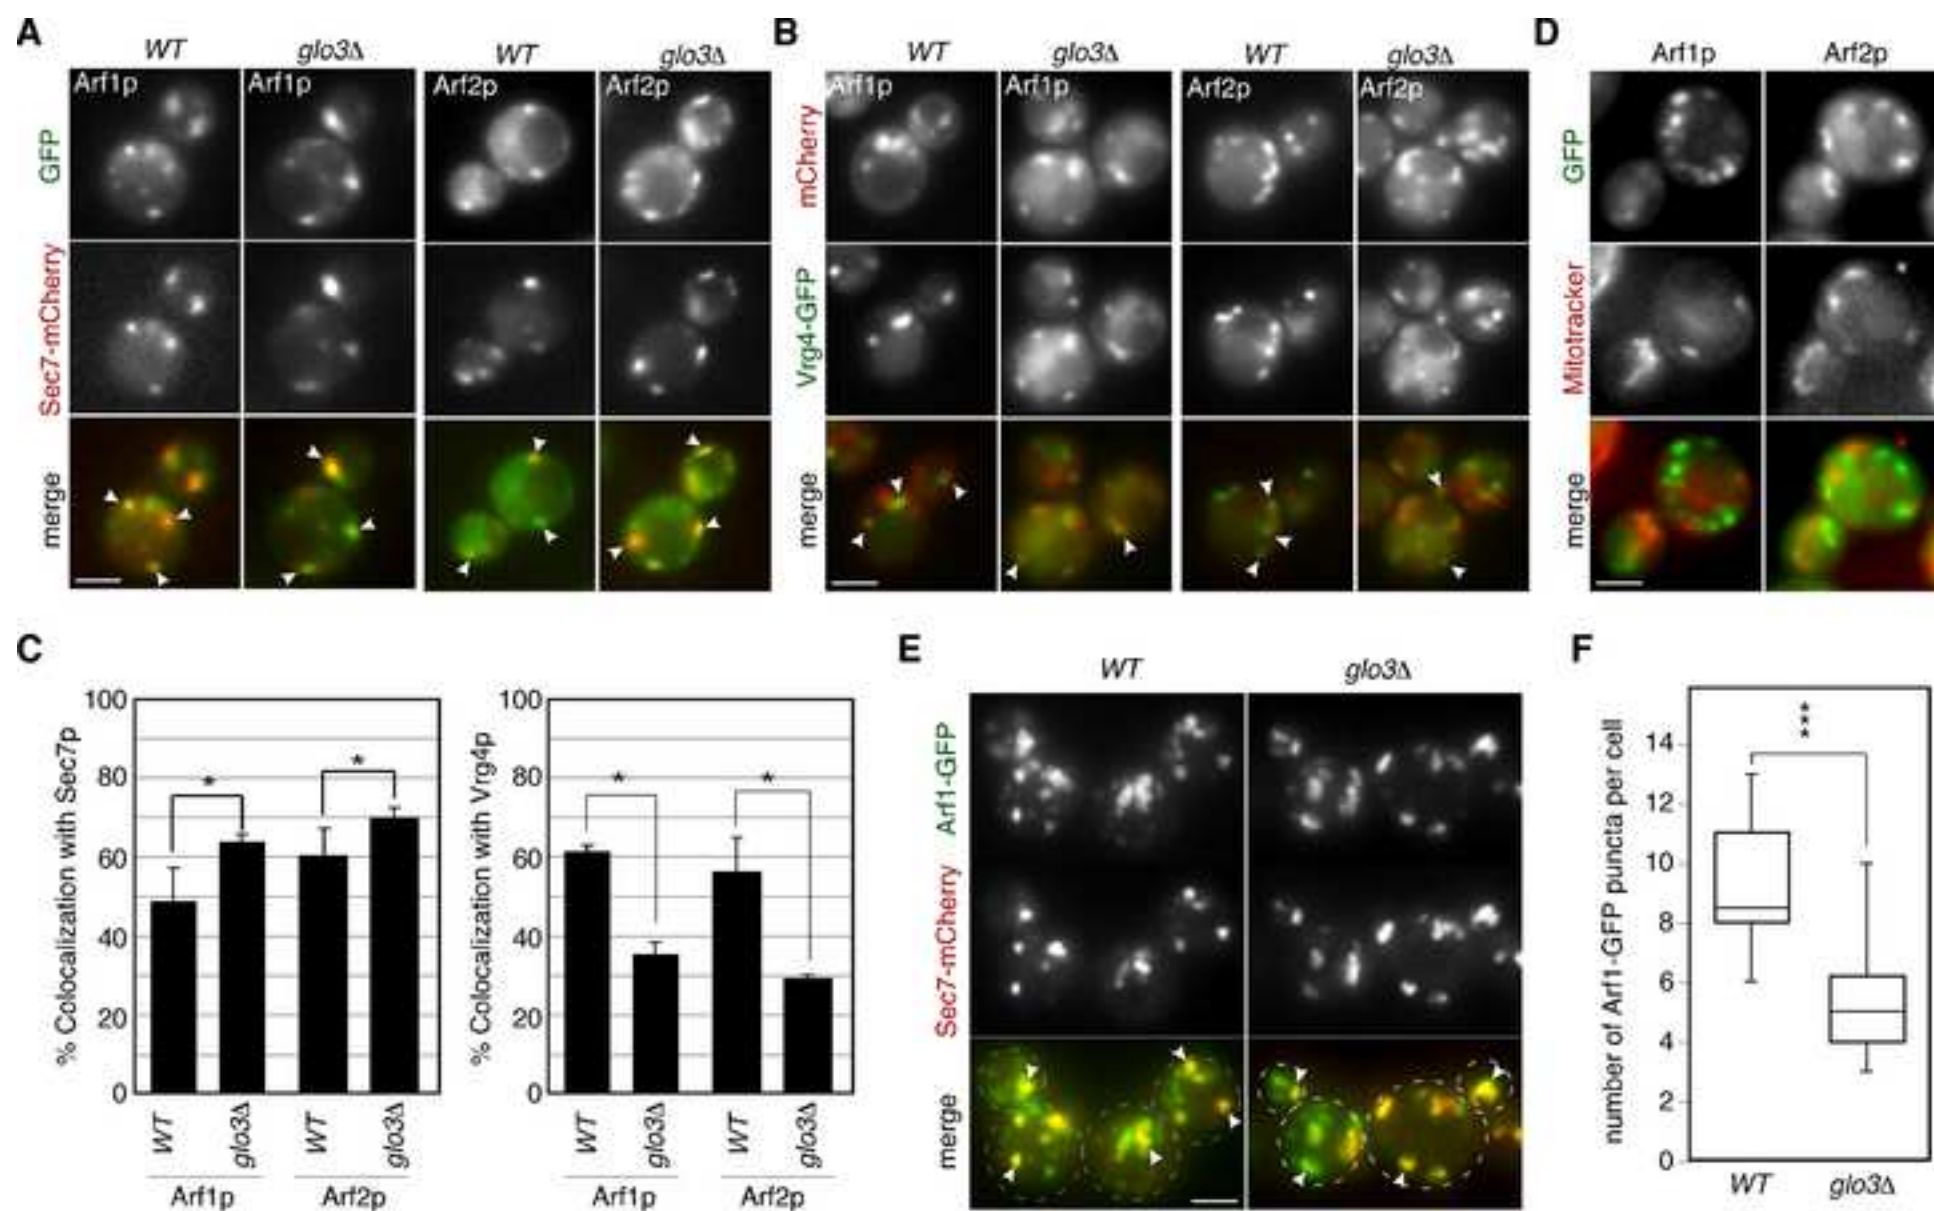 A
WT glo3Δ WT glo3Δ
GFP
Arf1p Arf1p Arf2p Arf2p
Sec7-mCherry
merge
B
WT glo3Δ WT glo3Δ
mCherry
Arf1p Arf1p Arf2p Arf2p
Vrg4-GFP
merge
D
Arf1p Arf2p
GFP
Mitotracker
merge
C
% Colocalization with Sec7p
100
80
60
40
20
0
* *
WT glo3Δ WT glo3Δ
Arf1p Arf2p
% Colocalization with Vrg4p
100
80
60
40
20
0
* *
WT glo3Δ WT glo3Δ
Arf1p Arf2p
E
WT glo3Δ
Arf1-GFP
Sec7-mCherry
merge
F
number of Arf1-GFP puncta per cell
14
12
10
8
6
4
2
0
***
WT glo3Δ